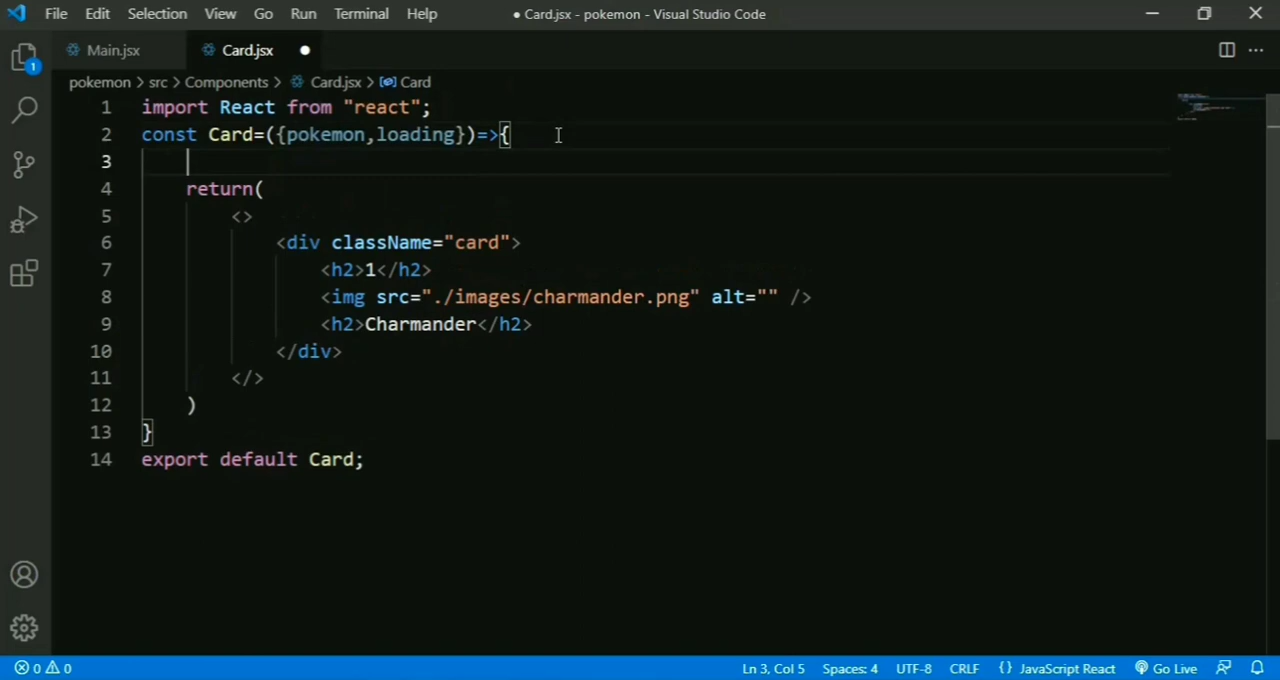 File Edit Selection View Go Run Terminal Help ● Card.jsx - pokemon - Visual Studio Code
Main.jsx Card.jsx ●
pokemon > src > Components > Card.jsx > Card
1 import React from "react";
2 const Card=({pokemon,loading})=>{
3
4 return(
5 <>
6 <div className="card">
7 <h2>1</h2>
8 <img src="./images/charmander.png" alt="" />
9 <h2>Charmander</h2>
10 </div>
11 </>
12 )
13 }
14 export default Card;
1
0 0 Ln 3, Col 5 Spaces: 4 UTF-8 CRLF {} JavaScript React Go Live